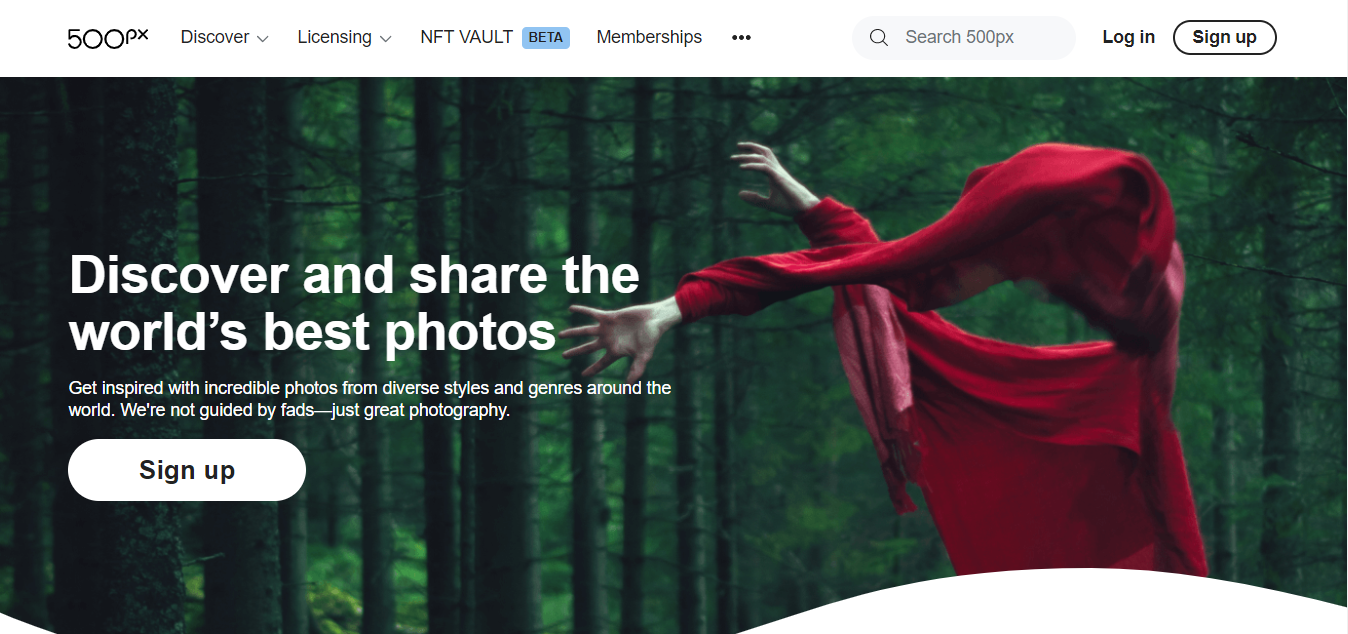 500px Discover Licensing NFT VAULT BETA Memberships ••• Search 500px Log in Sign up
Discover and share the
world’s best photos
Get inspired with incredible photos from diverse styles and genres around the
world. We're not guided by fads—just great photography.
Sign up